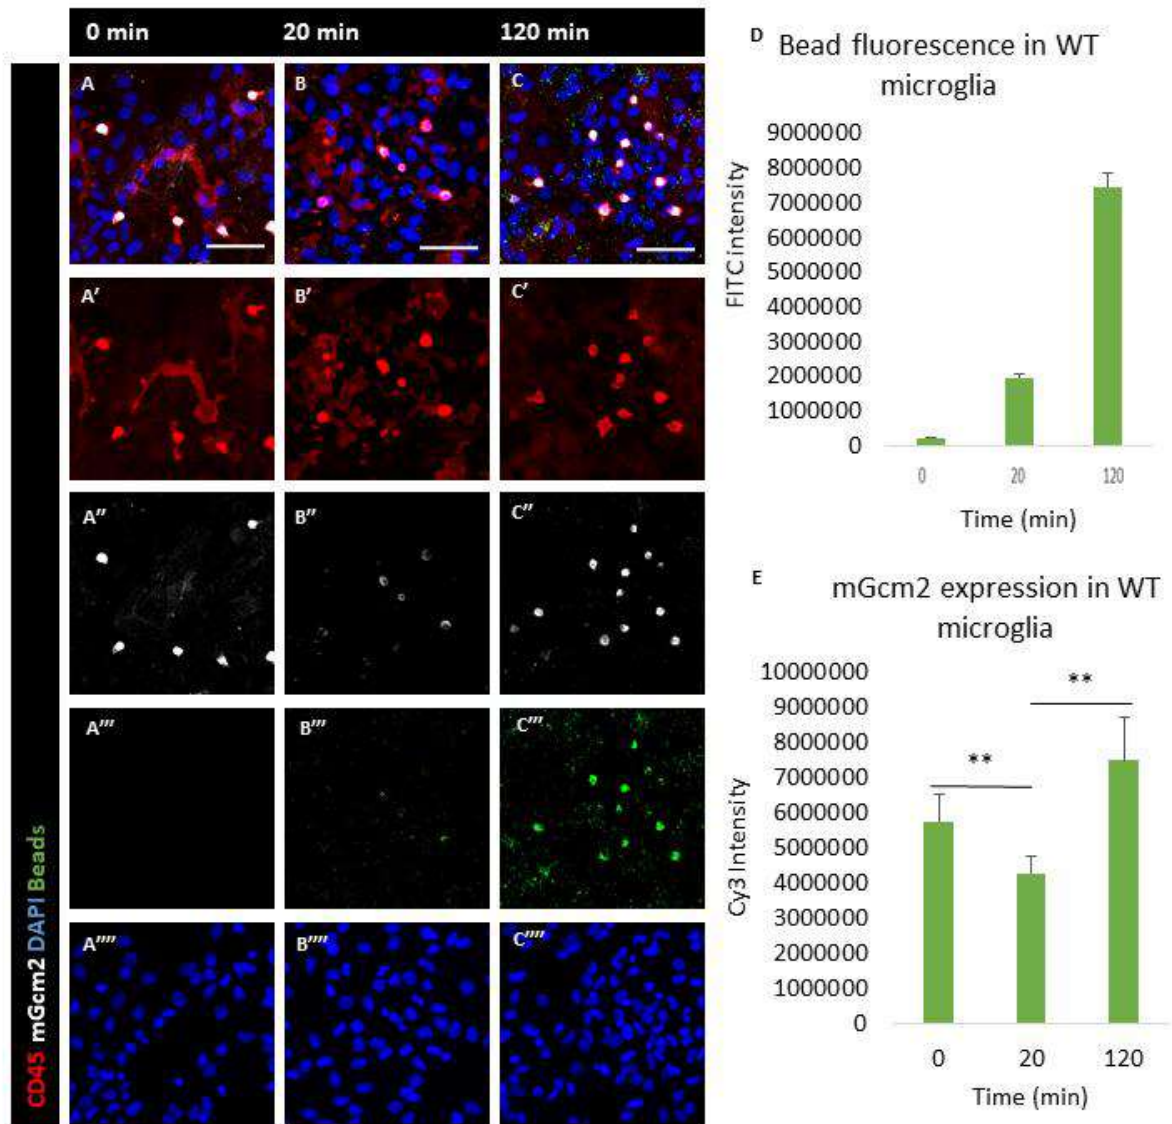 0 min 20 min 120 min
CD45 mGcm2 DAPI Beads
A B C
A' B' C'
A'' B'' C''
A''' B''' C'''
A'''' B'''' C''''
D Bead fluorescence in WT
microglia
FITC intensity
9000000
8000000
7000000
6000000
5000000
4000000
3000000
2000000
1000000
0
0 20 120
Time (min)
E mGcm2 expression in WT
microglia
Cy3 Intensity
10000000
9000000
8000000
7000000
6000000
5000000
4000000
3000000
2000000
1000000
0
**
**
0 20 120
Time (min)